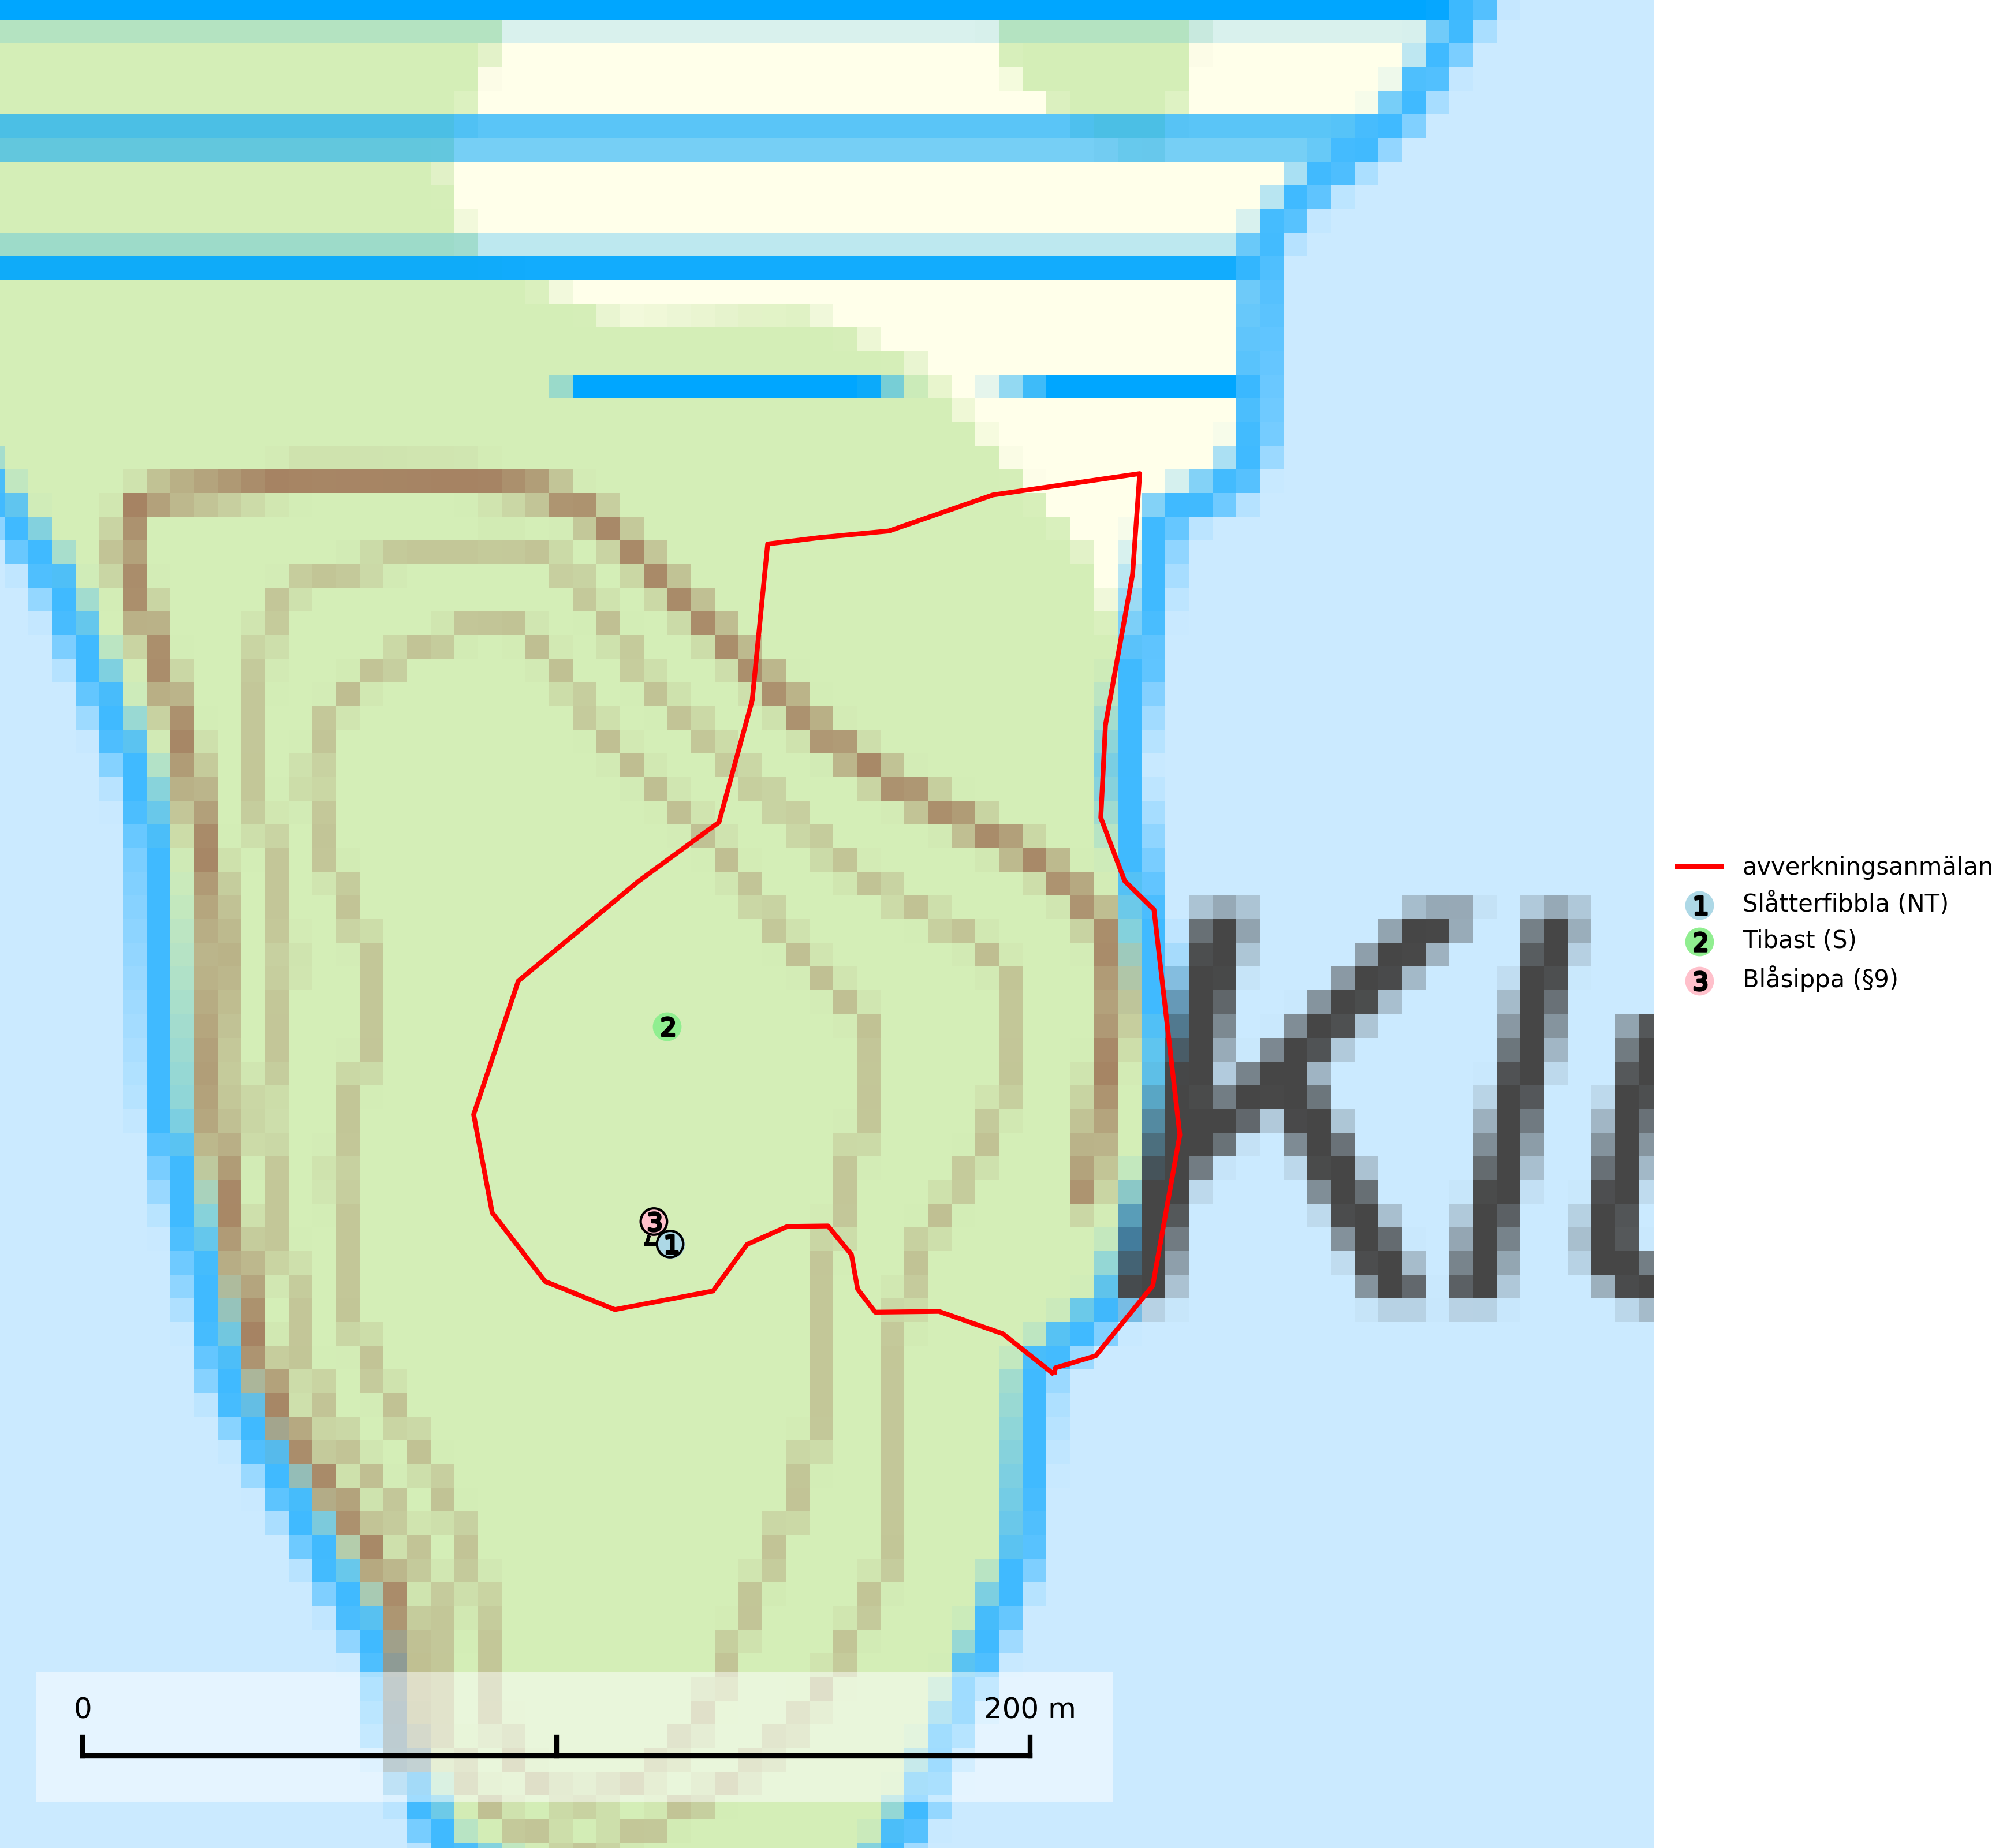 avverkningsanmälan
1 Slåtterfibbla (NT)
2 Tibast (S)
3 Blåsippa (§9)
2
3
1
0 200 m